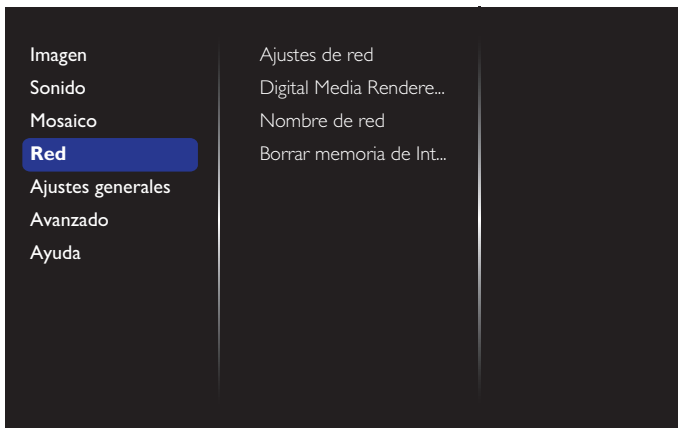 Imagen
Sonido
Mosaico
Red
Ajustes generales
Avanzado
Ayuda
Ajustes de red
Digital Media Rendere...
Nombre de red
Borrar memoria de Int...